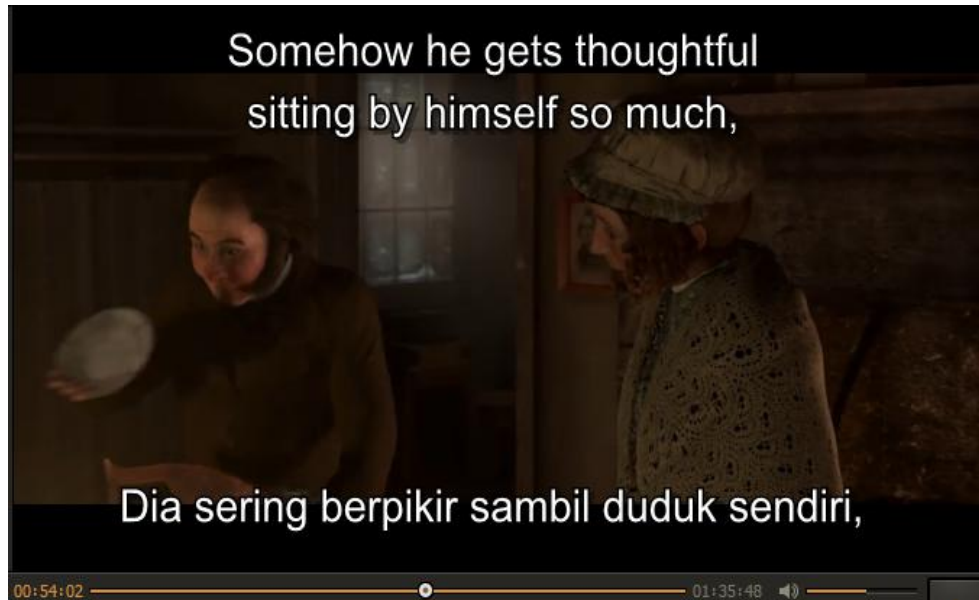 Somehow he gets thoughtful
sitting by himself so much,
Dia sering berpikir sambil duduk sendiri,
00:54:02
01:35:48